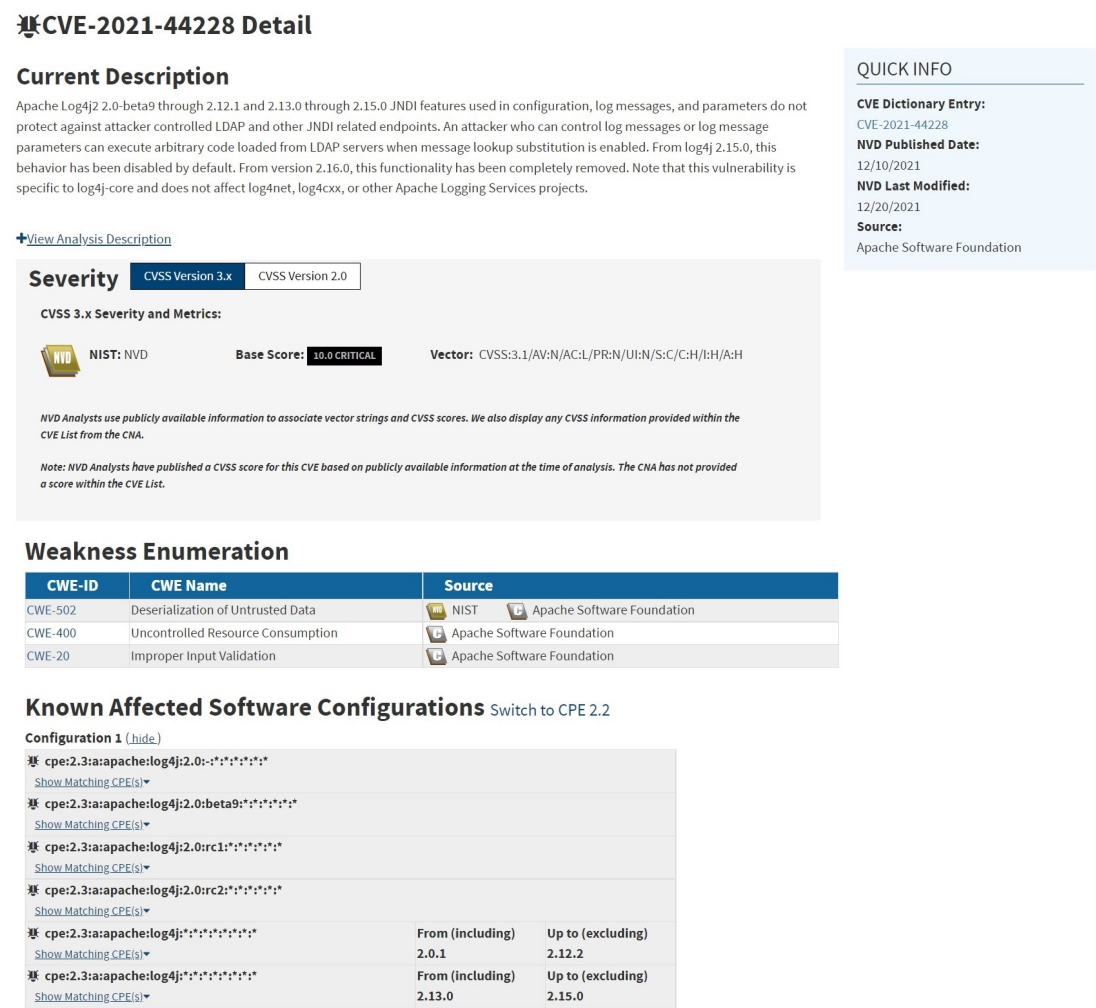 CVE-2021-44228 Detail
Current Description
Apache Log4j2 2.0-beta9 through 2.12.1 and 2.13.0 through 2.15.0 JNDI features used in configuration, log messages, and parameters do not
protect against attacker controlled LDAP and other JNDI related endpoints. An attacker who can control log messages or log message
parameters can execute arbitrary code loaded from LDAP servers when message lookup substitution is enabled. From log4j 2.15.0, this
behavior has been disabled by default. From version 2.16.0, this functionality has been completely removed. Note that this vulnerability is
specific to log4j-core and does not affect log4net, log4cxx, or other Apache Logging Services projects.
+View Analysis Description
QUICK INFO
CVE Dictionary Entry:
CVE-2021-44228
NVD Published Date:
12/10/2021
NVD Last Modified:
12/20/2021
Source:
Apache Software Foundation
Severity CVSS Version 3.x CVSS Version 2.0
CVSS 3.x Severity and Metrics:
NVD NIST: NVD Base Score: 10.0 CRITICAL Vector: CVSS:3.1/AV:N/AC:L/PR:N/UI:N/S:C/C:H/I:H/A:H
NVD Analysts use publicly available information to associate vector strings and CVSS scores. We also display any CVSS information provided within the
CVE List from the CNA.
Note: NVD Analysts have published a CVSS score for this CVE based on publicly available information at the time of analysis. The CNA has not provided
a score within the CVE List.
Weakness Enumeration
CWE-ID CWE Name Source
CWE-502 Deserialization of Untrusted Data NVD NIST C Apache Software Foundation
CWE-400 Uncontrolled Resource Consumption C Apache Software Foundation
CWE-20 Improper Input Validation C Apache Software Foundation
Known Affected Software Configurations Switch to CPE 2.2
Configuration 1 ( hide )
cpe:2.3:a:apache:log4j:2.0:-:*:*:*:*:*:*
Show Matching CPE(s)
cpe:2.3:a:apache:log4j:2.0:beta9:*:*:*:*:*:*
Show Matching CPE(s)
cpe:2.3:a:apache:log4j:2.0:rc1:*:*:*:*:*:*
Show Matching CPE(s)
cpe:2.3:a:apache:log4j:2.0:rc2:*:*:*:*:*:*
Show Matching CPE(s)
cpe:2.3:a:apache:log4j:*:*:*:*:*:*:*:* From (including) Up to (excluding)
Show Matching CPE(s) 2.0.1 2.12.2
cpe:2.3:a:apache:log4j:*:*:*:*:*:*:*:* From (including) Up to (excluding)
Show Matching CPE(s) 2.13.0 2.15.0